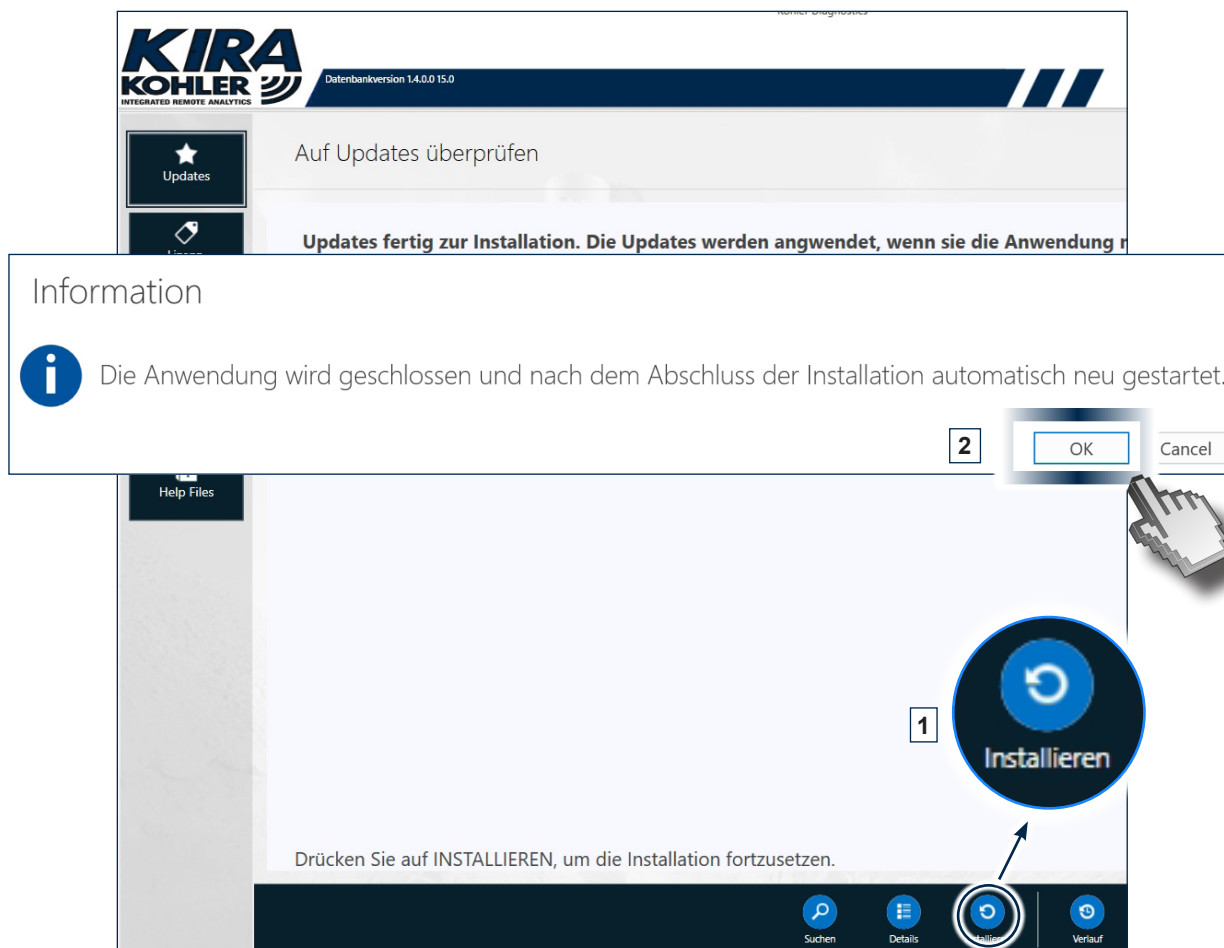 Kohler Diagnostics
KIRA
KOHLER
INTEGRATED REMOTE ANALYTICS
Datenbankversion 1.4.0.0 15.0
Updates
Auf Updates überprüfen
Updates fertig zur Installation. Die Updates werden angwendet, wenn sie die Anwendung
Information
Die Anwendung wird geschlossen und nach dem Abschluss der Installation automatisch neu gestartet.
2
OK
Cancel
Help Files
1
Installieren
Drücken Sie auf INSTALLIEREN, um die Installation fortzusetzen.
Suchen
Details
Verlauf